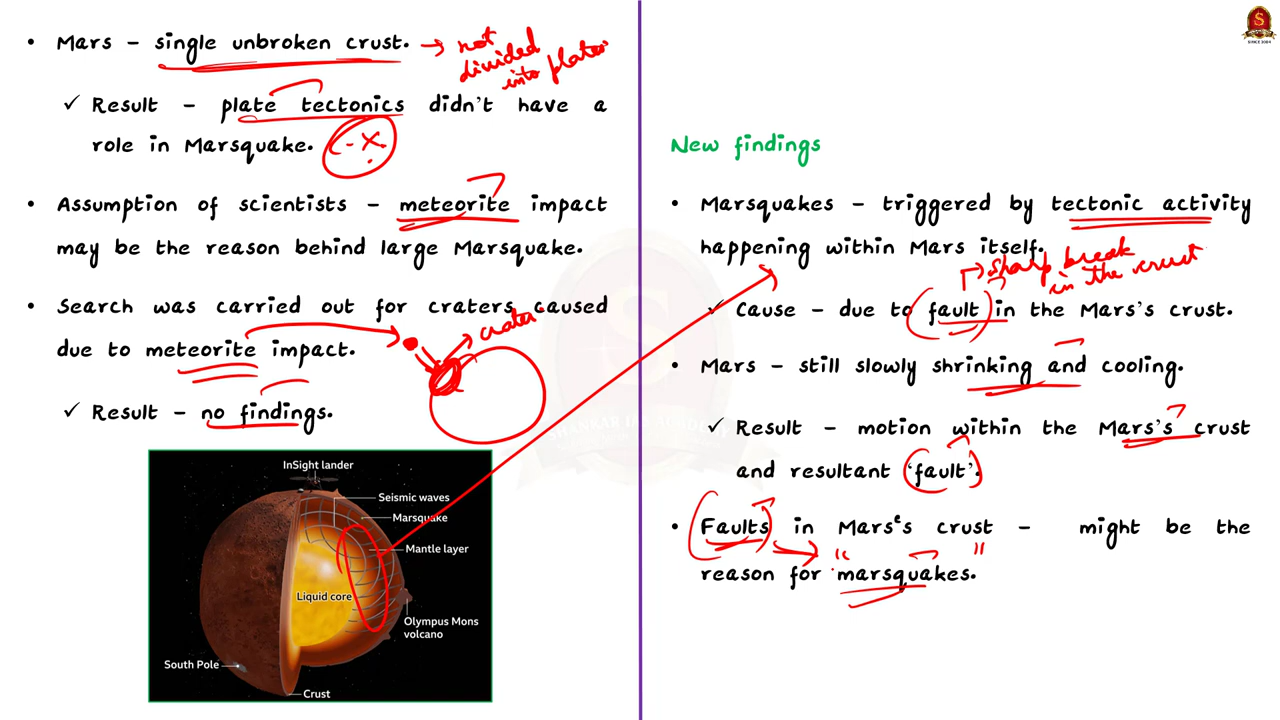 • Mars – single unbroken crust. → not
divided
into plates
✓ Result – plate tectonics didn't have a
role in Marsquake.
• Assumption of scientists – meteorite impact
may be the reason behind large Marsquake.
• Search was carried out for craters caused
due to meteorite impact.
crater
✓ Result – no findings.
InSight lander
Seismic waves
Marsquake
Mantle layer
Liquid core
Olympus Mons
volcano
South Pole
Crust
S
SINCE 2004
New findings
• Marsquakes – triggered by tectonic activity
happening within Mars itself.
sharp break
in the crust
✓ Cause – due to fault in the Mars's crust.
• Mars – still slowly shrinking and cooling.
✓ Result – motion within the Mars's crust
and resultant 'fault'.
• Faults in Mars's crust – might be the
reason for "marsquakes."